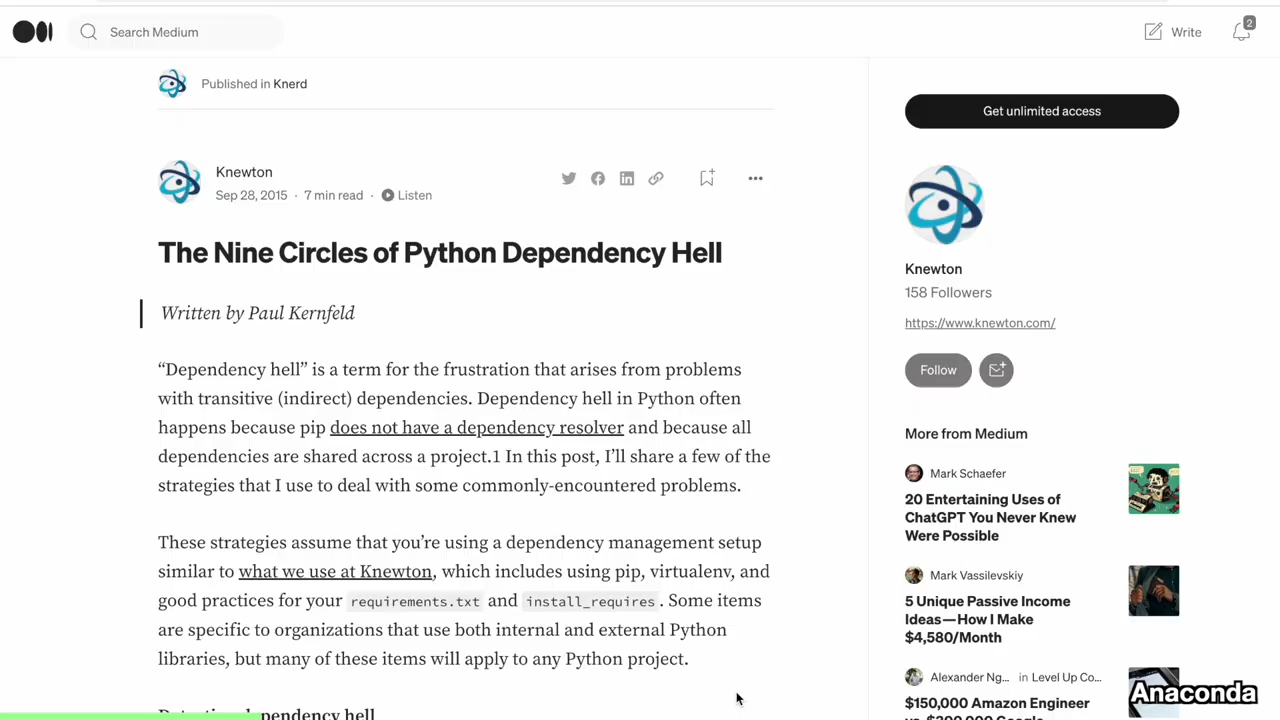 Search Medium
Write
2
Published in Knerd
Knewton
Sep 28, 2015 · 7 min read · Listen
The Nine Circles of Python Dependency Hell
Written by Paul Kernfeld
“Dependency hell” is a term for the frustration that arises from problems
with transitive (indirect) dependencies. Dependency hell in Python often
happens because pip does not have a dependency resolver and because all
dependencies are shared across a project.1 In this post, I’ll share a few of the
strategies that I use to deal with some commonly-encountered problems.
These strategies assume that you’re using a dependency management setup
similar to what we use at Knewton, which includes using pip, virtualenv, and
good practices for your requirements.txt and install_requires. Some items
are specific to organizations that use both internal and external Python
libraries, but many of these items will apply to any Python project.
dependency hell
Get unlimited access
Knewton
158 Followers
https://www.knewton.com/
Follow
More from Medium
Mark Schaefer
20 Entertaining Uses of
ChatGPT You Never Knew
Were Possible
Mark Vassilevskiy
5 Unique Passive Income
Ideas — How I Make
$4,580/Month
Alexander Ng... in Level Up Co...
$150,000 Amazon Engineer
Anaconda